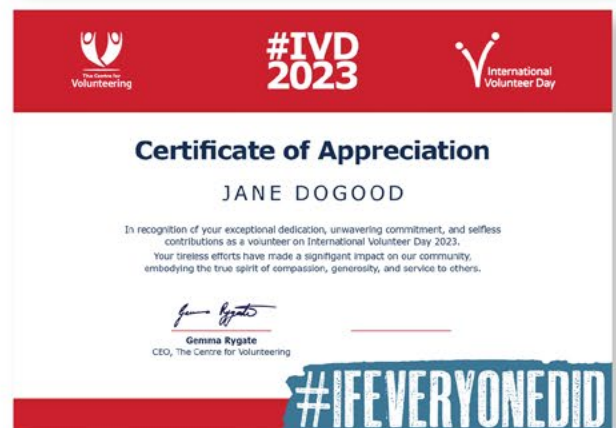 The Centre for
Volunteering
#IVD
2023
International
Volunteer Day
Certificate of Appreciation
JANE DOGOOD
In recognition of your exceptional dedication, unwavering commitment, and selfless
contributions as a volunteer on International Volunteer Day 2023.
Your tireless efforts have made a signifigant impact on our community,
embodying the true spirit of compassion, generosity, and service to others.
Gemma Rygate
Gemma Rygate
CEO, The Centre for Volunteering
#IFEVERYONEDID